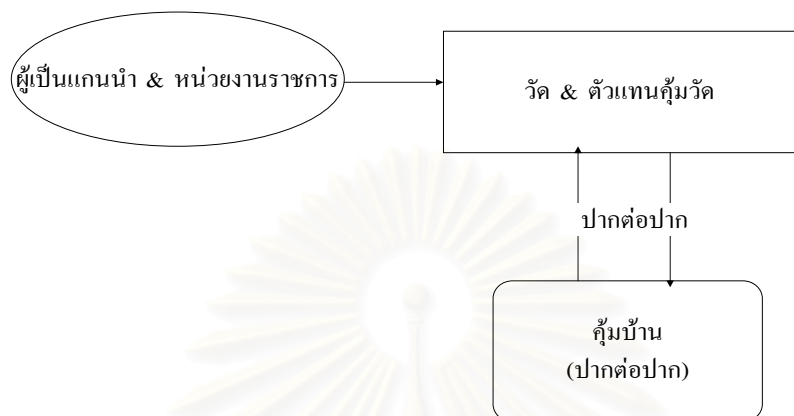 ผู้เป็นแกนนำ & หน่วยงานราชการ
วัด & ตัวแทนคุ้มวัด
ปากต่อปาก
คุ้มบ้าน
(ปากต่อปาก)